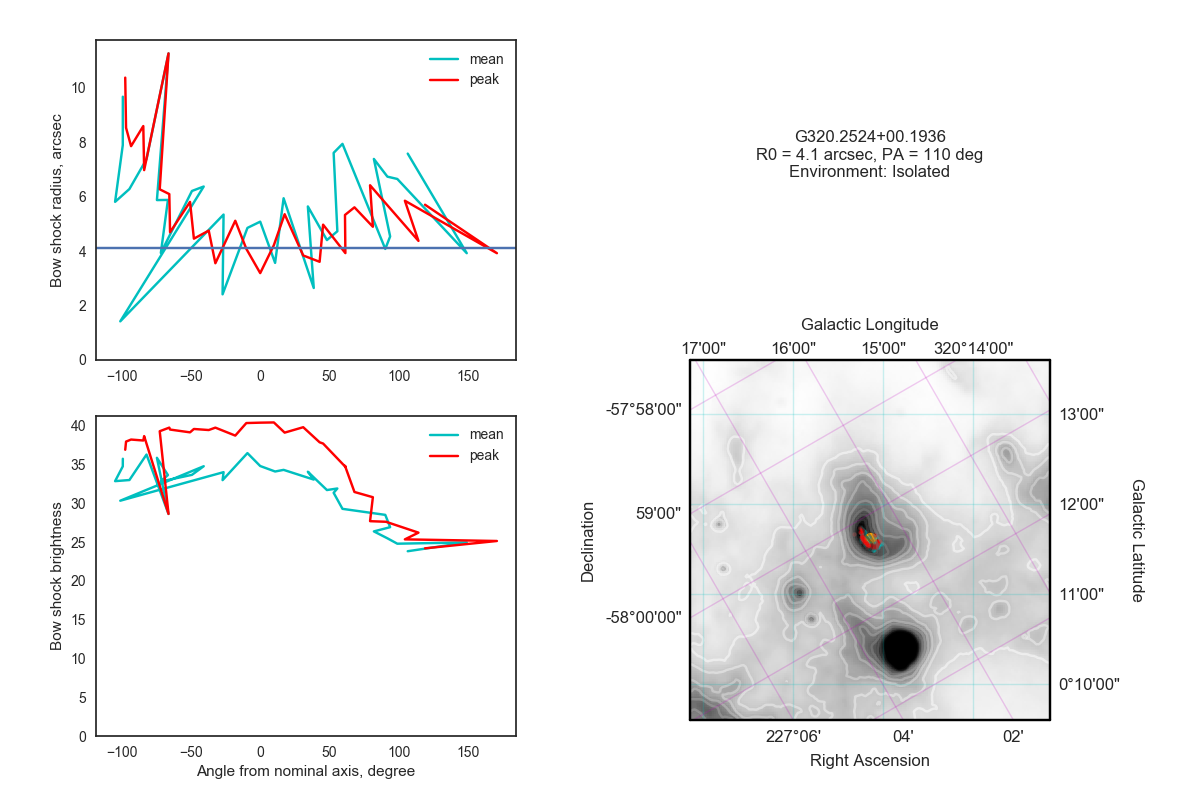 mean
peak
10
8
6
4
2
0
Bow shock radius, arcsec
−100
−50
0
50
100
150
mean
peak
40
35
30
25
20
15
10
5
0
Bow shock brightness
−100
−50
0
50
100
150
Angle from nominal axis, degree
G320.2524+00.1936
R0 = 4.1 arcsec, PA = 110 deg
Environment: Isolated
Galactic Longitude
17'00" 16'00" 15'00" 320°14'00"
-57°58'00"
59'00"
-58°00'00"
Declination
13'00"
12'00"
11'00"
0°10'00"
Galactic Latitude
227°06' 04' 02'
Right Ascension